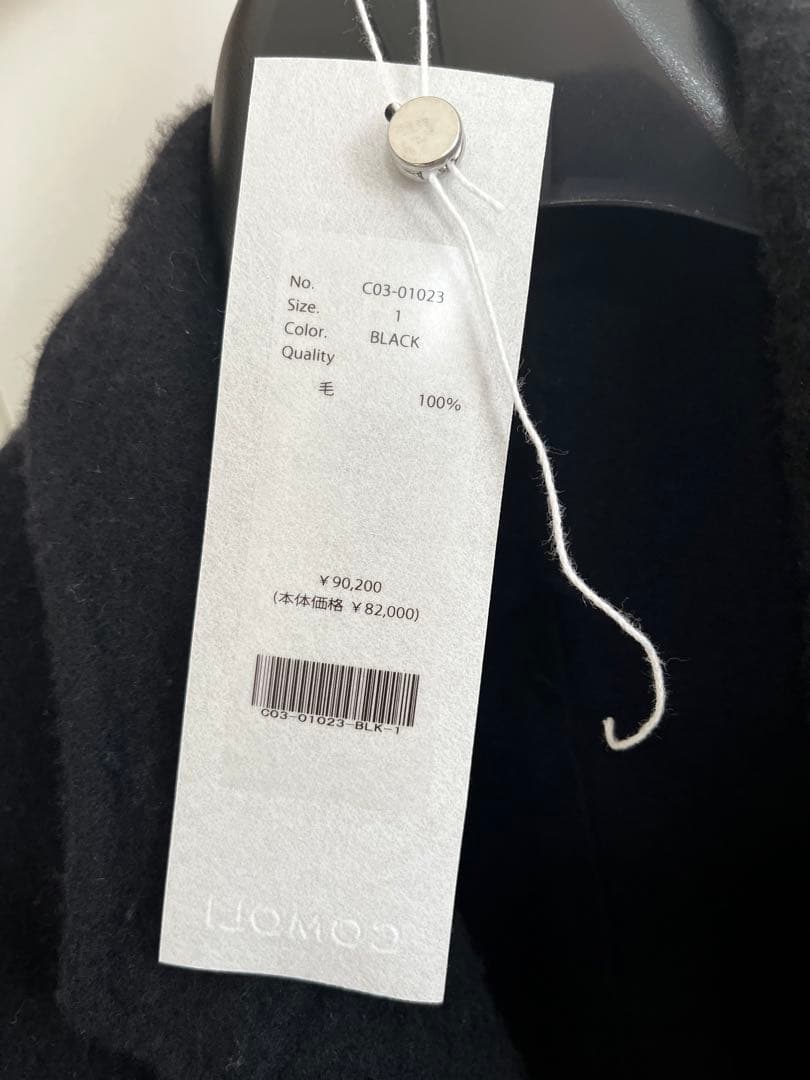 No. C03-01023
Size. 1
Color. BLACK
Quality
毛 100%
¥90,200
(本体価格 ¥82,000)
C03-01023-BLK-1
COMOLI